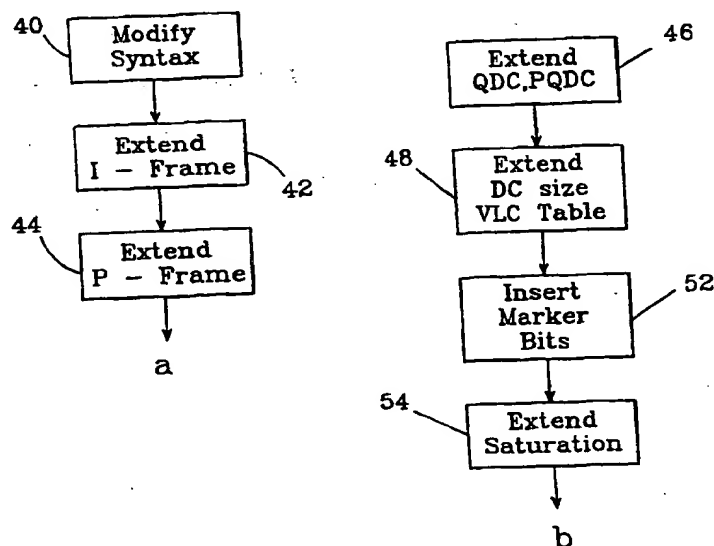 40
Modify
Syntax
Extend
I - Frame
42
44
Extend
P - Frame
a
46
Extend
QDC,PQDC
48
Extend
DC size
VLC Table
Insert
Marker
Bits
52
54
Extend
Saturation
b